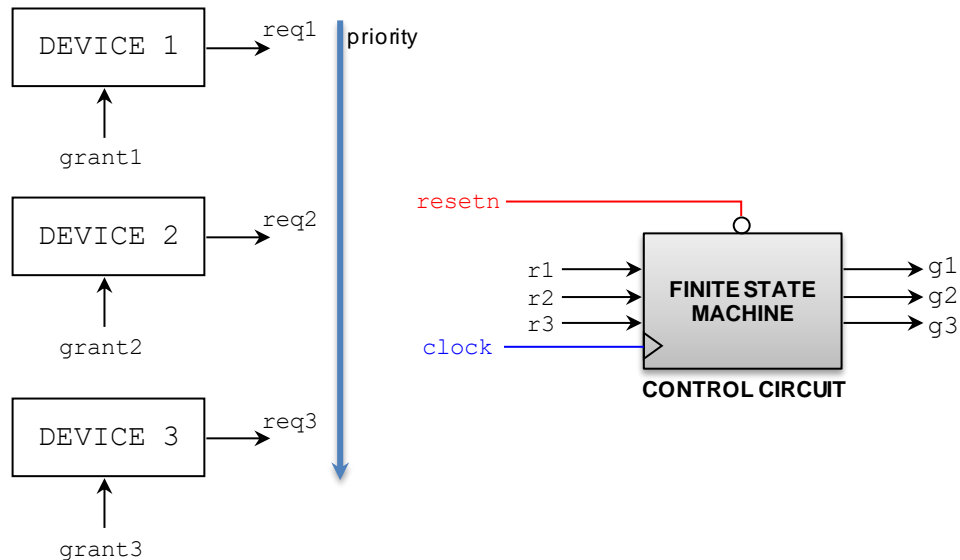 DEVICE 1
req1
grant1
DEVICE 2
req2
grant2
DEVICE 3
req3
grant3
priority
resetn
r1
r2
r3
clock
FINITE STATE
MACHINE
g1
g2
g3
CONTROL CIRCUIT